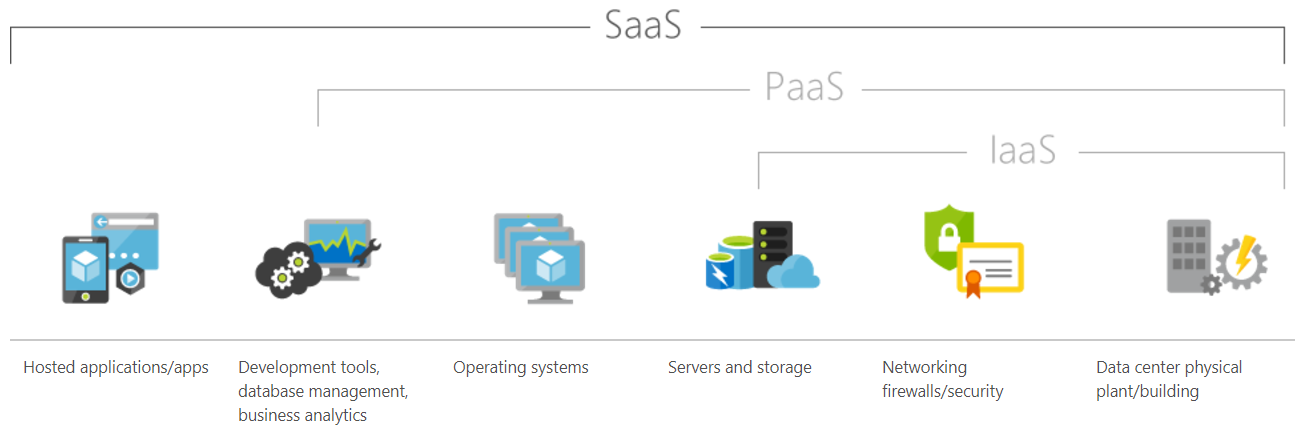 SaaS
PaaS
IaaS
Hosted applications/apps
Development tools,
database management,
business analytics
Operating systems
Servers and storage
Networking
firewalls/security
Data center physical
plant/building